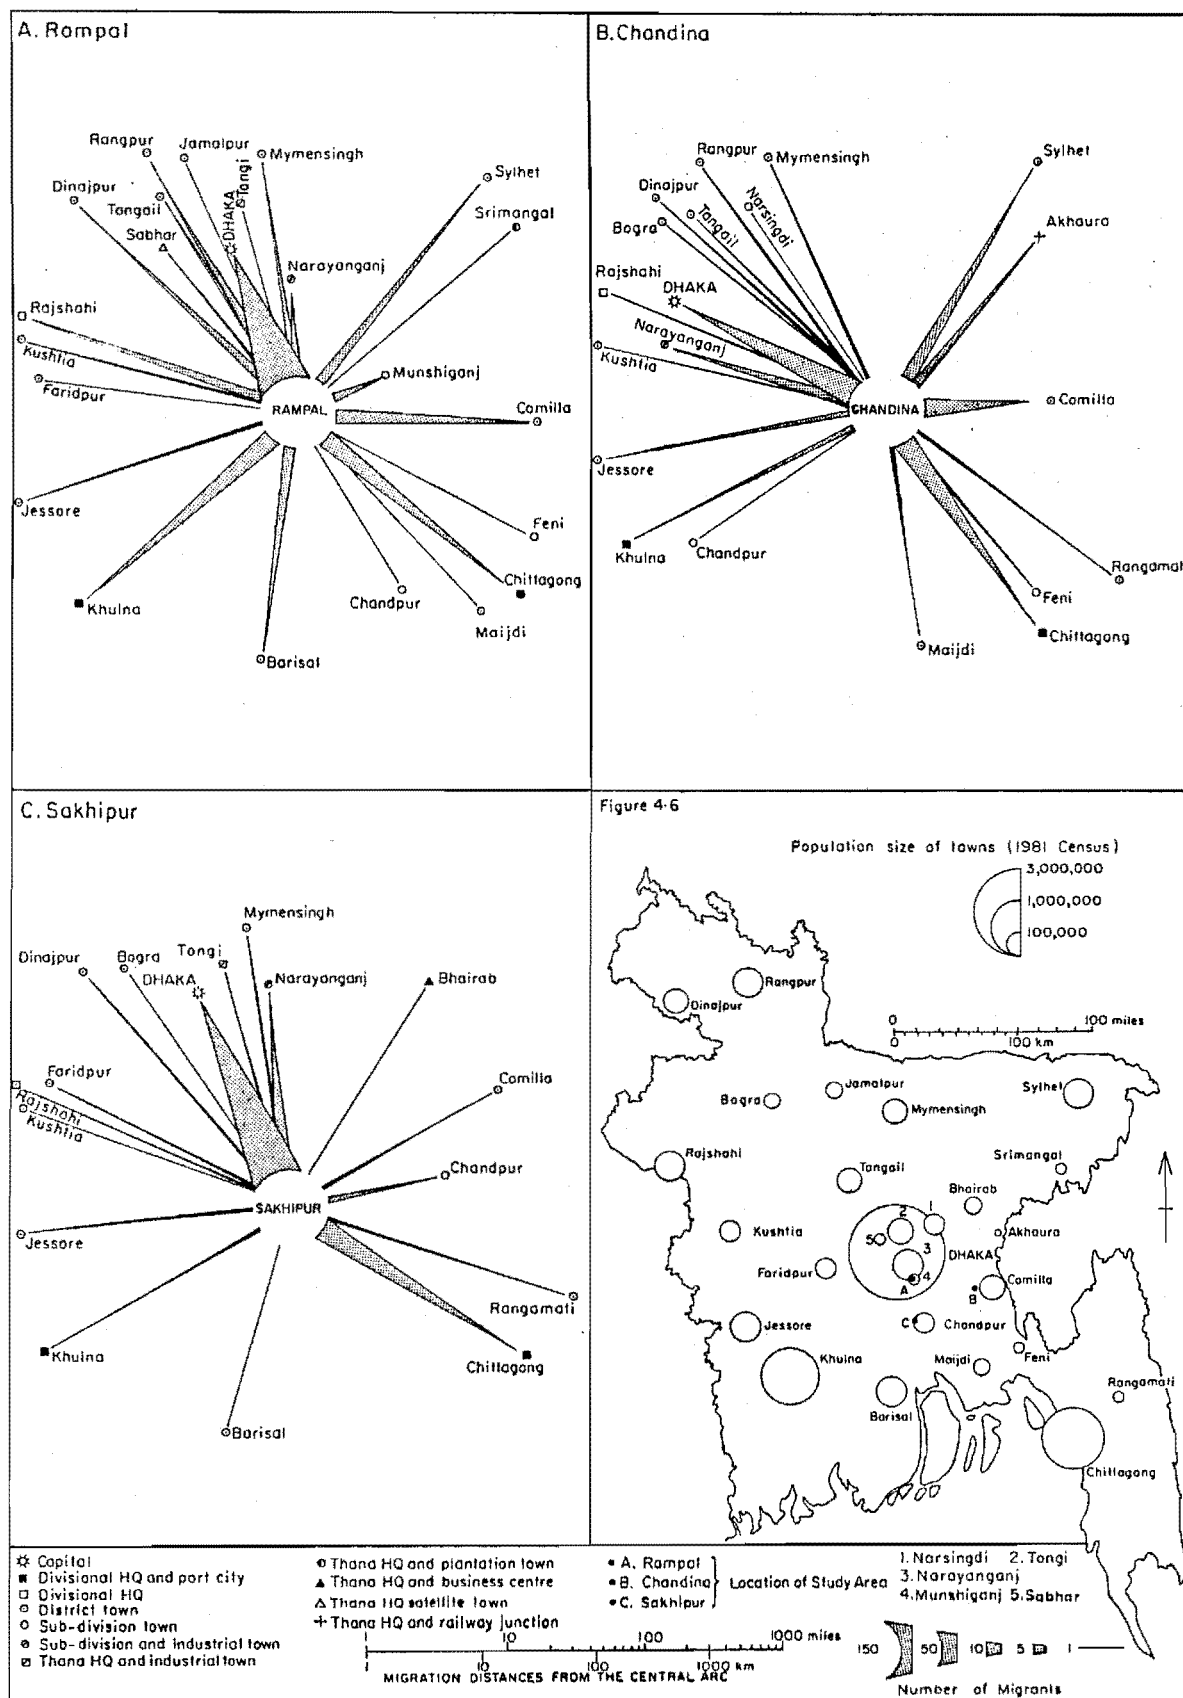 A. Rampal
Rangpur
Jamalpur
Mymensingh
Tangi
Dinajpur
Tangail
DHAKA
Sylhet
Sabhar
Srimangal
Narayanganj
Rajshahi
Kushtia
Faridpur
Munshiganj
RAMPAL
Comilla
Jessore
Feni
Khulna
Chandpur
Chittagong
Maijdi
Barisal
B. Chandina
Rangpur
Mymensingh
Sylhet
Dinajpur
Narsingdi
Tangail
Bogra
Akhaura
Rajshahi
DHAKA
Narayanganj
Kushtia
CHANDINA
Comilla
Jessore
Khulna
Chandpur
Rangamati
Feni
Maijdi
Chittagong
C. Sakhipur
Mymensingh
Dinajpur
Bogra
Tongi
DHAKA
Narayanganj
Bhairab
Faridpur
Rajshahi
Kushtia
Comilla
Chandpur
SAKHIPUR
Jessore
Rangamati
Khulna
Chittagong
Barisal
Figure 4·6
Population size of towns (1981 Census)
3,000,000
1,000,000
100,000
0 100 miles
100 km
Rangpur
Dinajpur
Jamalpur
Bogra
Mymensingh
Sylhet
Rajshahi
Tangail
Srimangal
Bhairab
1
2
Kushtia
5
3
DHAKA
Akhaura
Faridpur
A
4
B
Comilla
Jessore
C
Chandpur
Khulna
Maijdi
Feni
Barisal
Rangamati
Chittagong
Capital
Divisional HQ and port city
Divisional HQ
District town
Sub-division town
Sub-division and industrial town
Thana HQ and industrial town
Thana HQ and plantation town
Thana HQ and business centre
Thana HQ satellite town
Thana HQ and railway junction
1 10 100 1000 miles
1 10 100 1000 km
MIGRATION DISTANCES FROM THE CENTRAL ARC
A. Rampal
B. Chandina
C. Sakhipur
Location of Study Area
1. Narsingdi 2. Tongi
3. Narayanganj
4. Munshiganj 5. Sabhar
150 50 10 5 1
Number of Migrants